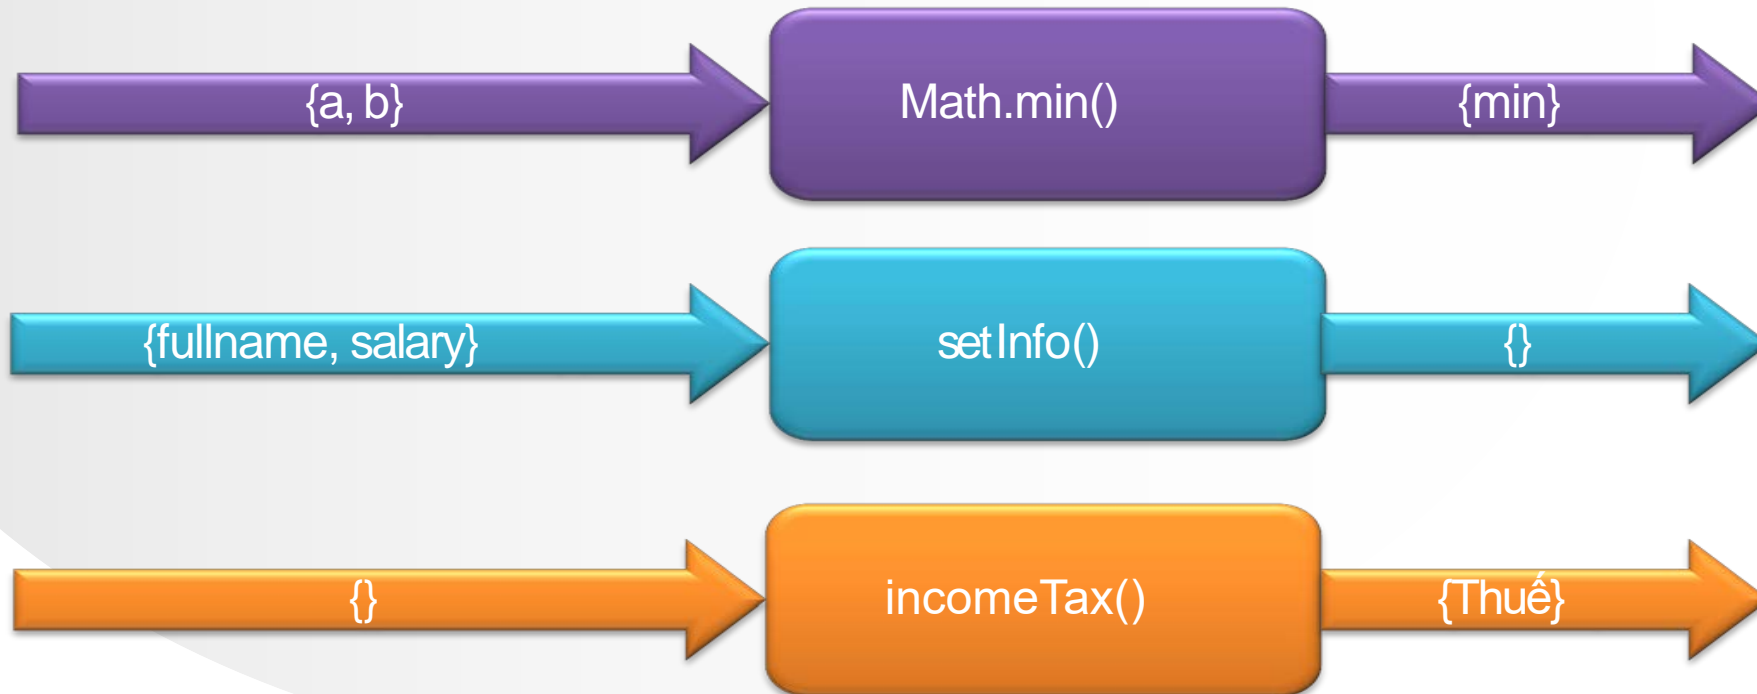 {a, b} Math.min() {min}
{fullname, salary} setInfo() {}
{} incomeTax() {Thuế}